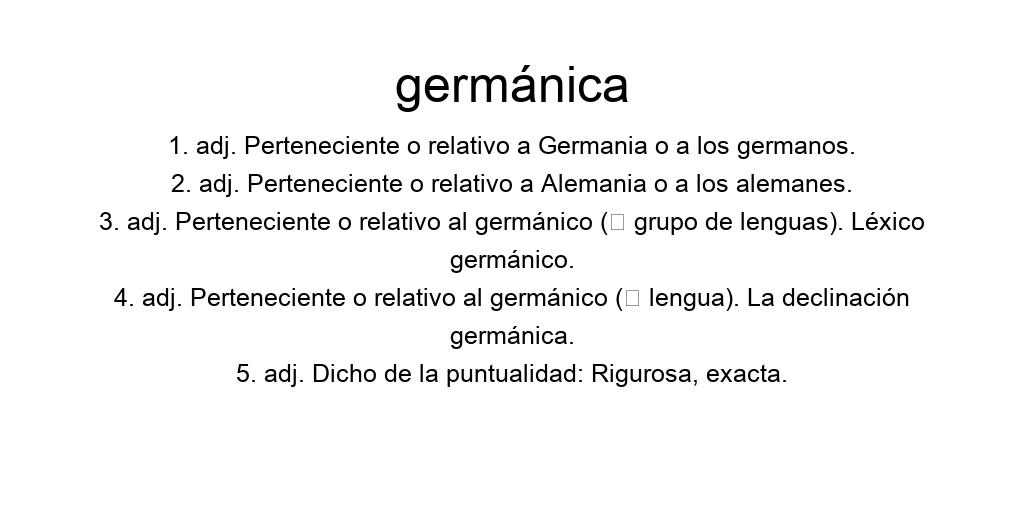 germánica
1. adj. Perteneciente o relativo a Germania o a los germanos.
2. adj. Perteneciente o relativo a Alemania o a los alemanes.
3. adj. Perteneciente o relativo al germánico (□ grupo de lenguas). Léxico
germánico.
4. adj. Perteneciente o relativo al germánico (□ lengua). La declinación
germánica.
5. adj. Dicho de la puntualidad: Rigurosa, exacta.